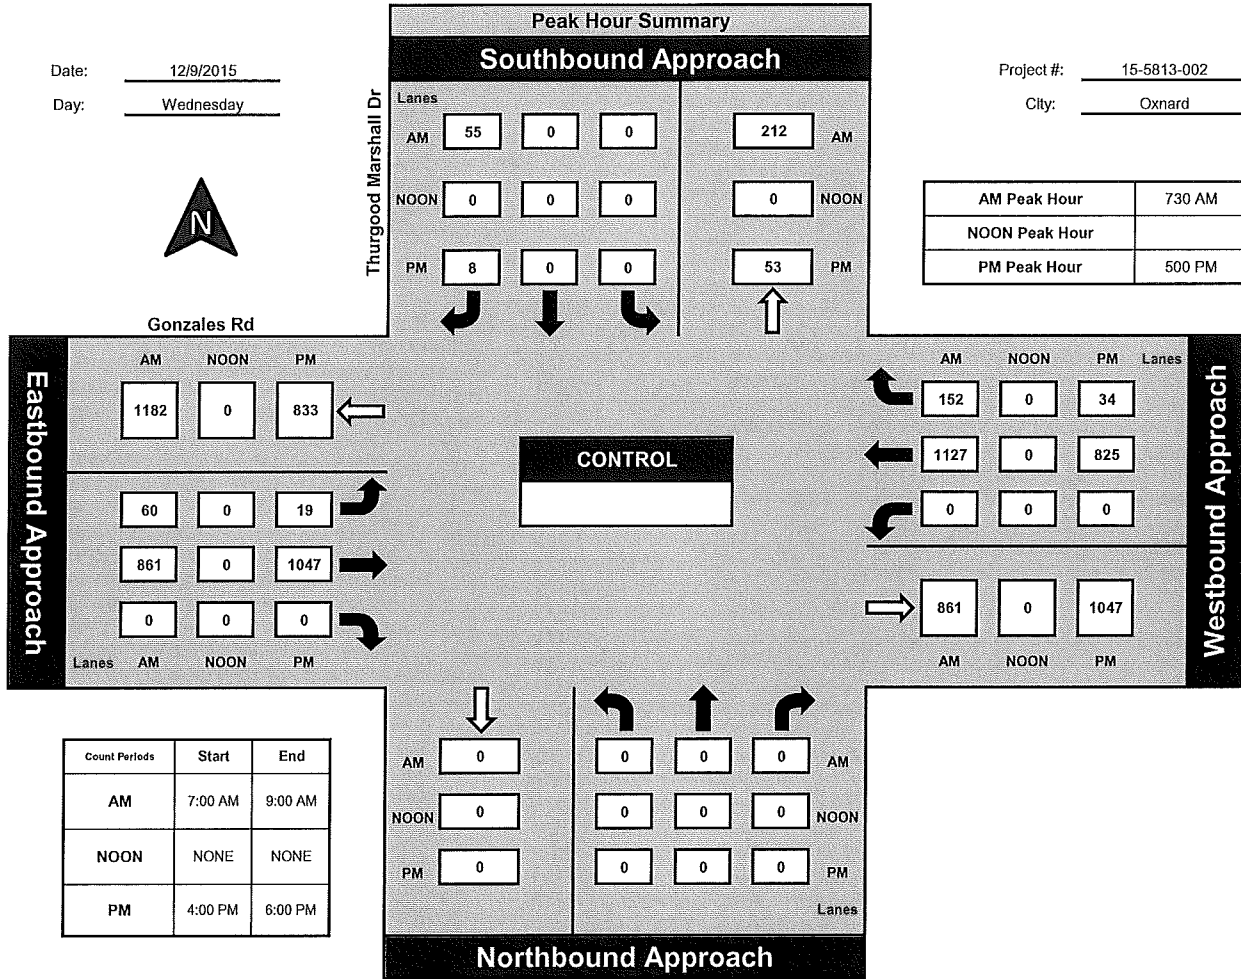 Peak Hour Summary
Southbound Approach
Date: 12/9/2015
Day: Wednesday
Project #: 15-5813-002
City: Oxnard
N
Thurgood Marshall Dr
Lanes
AM 55 0 0 212 AM
NOON 0 0 0 0 NOON
PM 8 0 0 53 PM
AM Peak Hour 730 AM
NOON Peak Hour
PM Peak Hour 500 PM
Gonzales Rd
Eastbound Approach
AM NOON PM
1182 0 833
60 0 19
861 0 1047
0 0 0
Lanes AM NOON PM
CONTROL
AM NOON PM Lanes
152 0 34
1127 0 825
0 0 0
861 0 1047
AM NOON PM
Westbound Approach
Count Periods Start End
AM 7:00 AM 9:00 AM
NOON NONE NONE
PM 4:00 PM 6:00 PM
AM 0 0 0 0 AM
NOON 0 0 0 0 NOON
PM 0 0 0 0 PM
Lanes
Northbound Approach